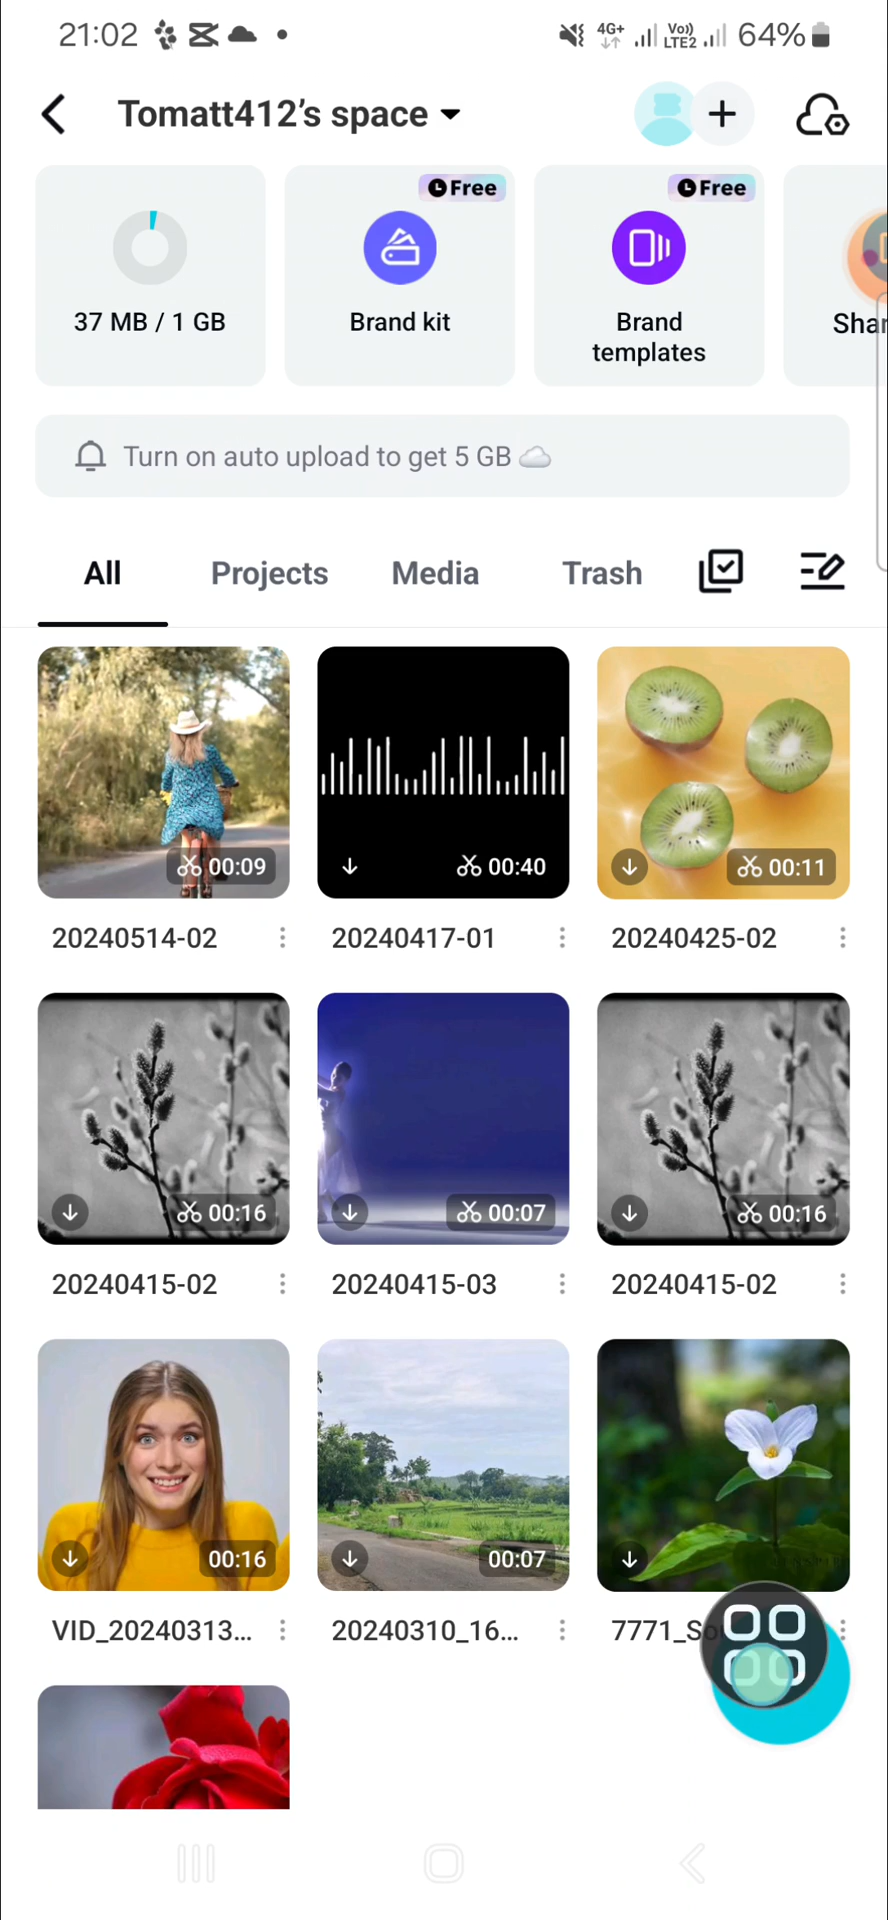 21:02 4G+ Vo)) LTE2 64%
Tomatt412’s space
Free Free
37 MB / 1 GB Brand kit Brand templates
Turn on auto upload to get 5 GB
All Projects Media Trash
00:09 00:40 00:11
20240514-02 20240417-01 20240425-02
00:16 00:07 00:16
20240415-02 20240415-03 20240415-02
00:16 00:07
VID_20240313... 20240310_16...